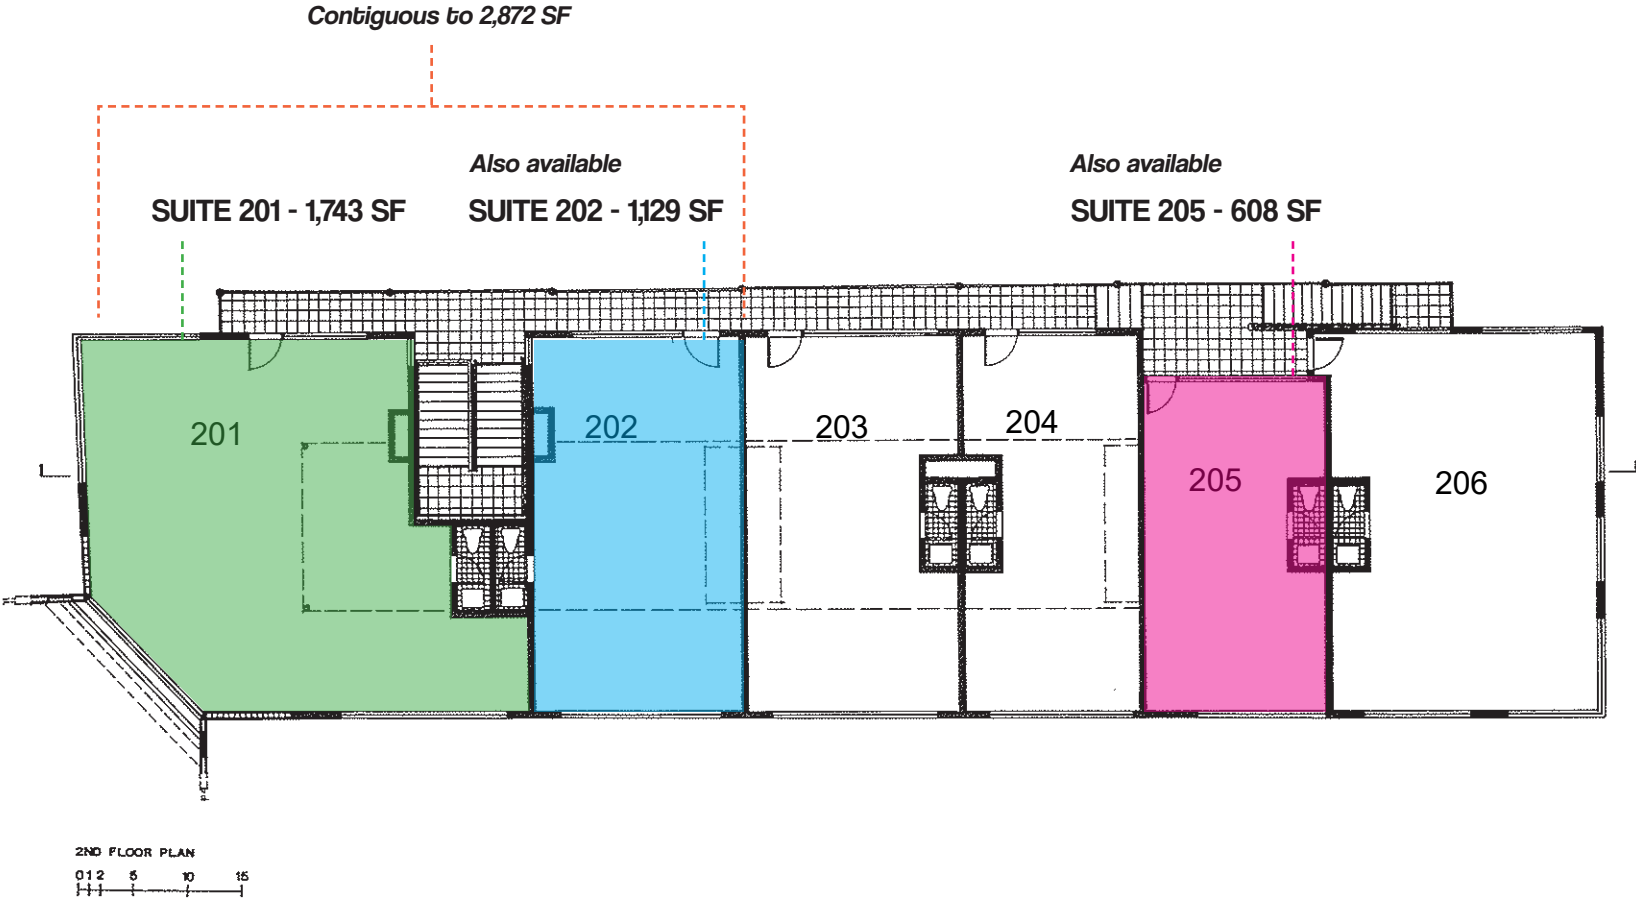 Contiguous to 2,872 SF
Also available
Also available
SUITE 201 - 1,743 SF
SUITE 202 - 1,129 SF
SUITE 205 - 608 SF
201
202
203
204
205
206
1
2ND FLOOR PLAN
0 1 2 5 10 15